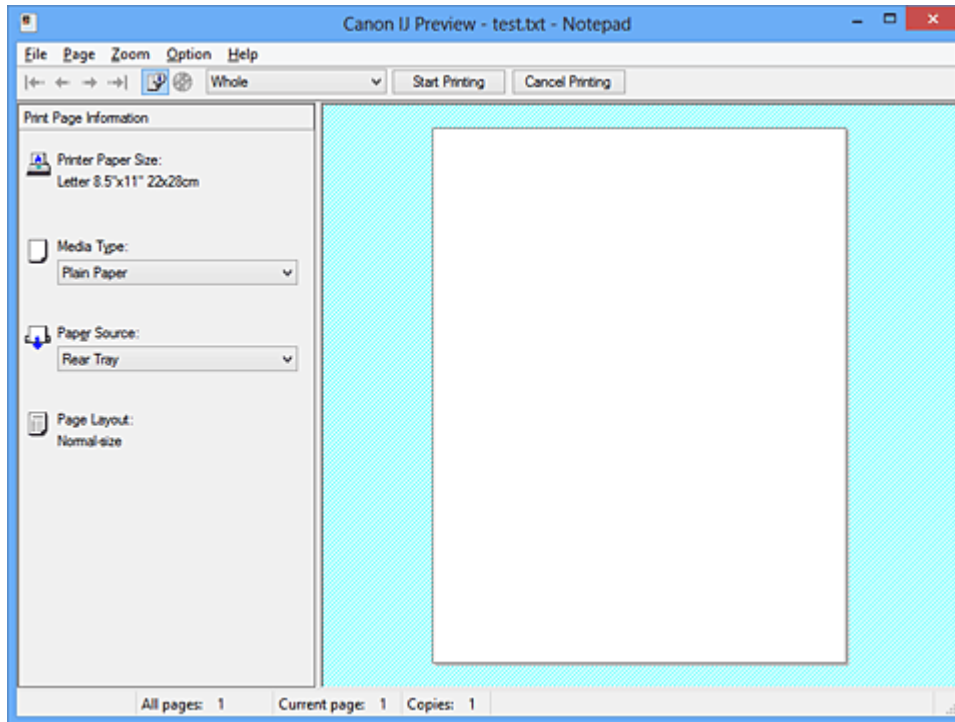 Canon IJ Preview - test.txt - Notepad
File Page Zoom Option Help
Whole Start Printing Cancel Printing
Print Page Information
Printer Paper Size:
Letter 8.5"x11" 22x28cm
Media Type:
Plain Paper
Paper Source:
Rear Tray
Page Layout:
Normal-size
All pages: 1 Current page: 1 Copies: 1